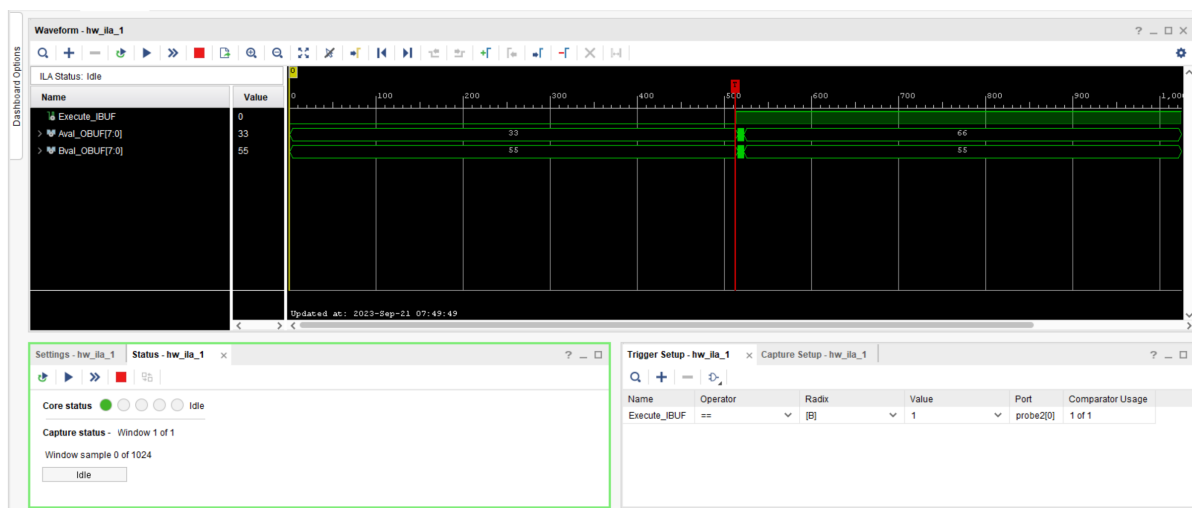 Dashboard Options
Waveform - hw_ila_1
ILA Status: Idle
Name Value
Execute_IBUF 0
Aval_OBUF[7:0] 33
Bval_OBUF[7:0] 55
0
0 100 200 300 400 500 600 700 800 900 1,00
33 66
55 55
Updated at: 2023-Sep-21 07:49:49
Settings - hw_ila_1 Status - hw_ila_1
Core status Idle
Capture status - Window 1 of 1
Window sample 0 of 1024
Idle
Trigger Setup - hw_ila_1 Capture Setup - hw_ila_1
Name Operator Radix Value Port Comparator Usage
Execute_IBUF == [B] 1 probe2[0] 1 of 1